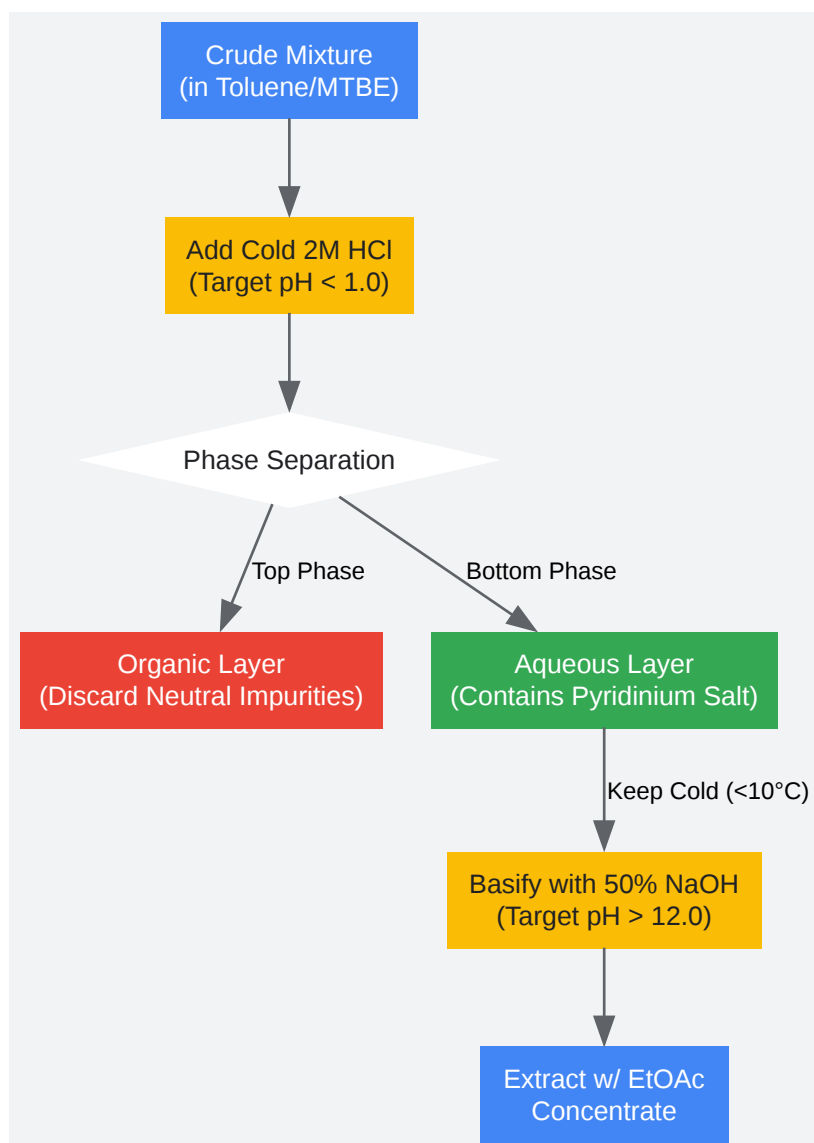 Crude Mixture
(in Toluene/MTBE)
Add Cold 2M HCl
(Target pH < 1.0)
Phase Separation
Top Phase
Bottom Phase
Organic Layer
(Discard Neutral Impurities)
Aqueous Layer
(Contains Pyridinium Salt)
Keep Cold (<10°C)
Basify with 50% NaOH
(Target pH > 12.0)
Extract w/ EtOAc
Concentrate